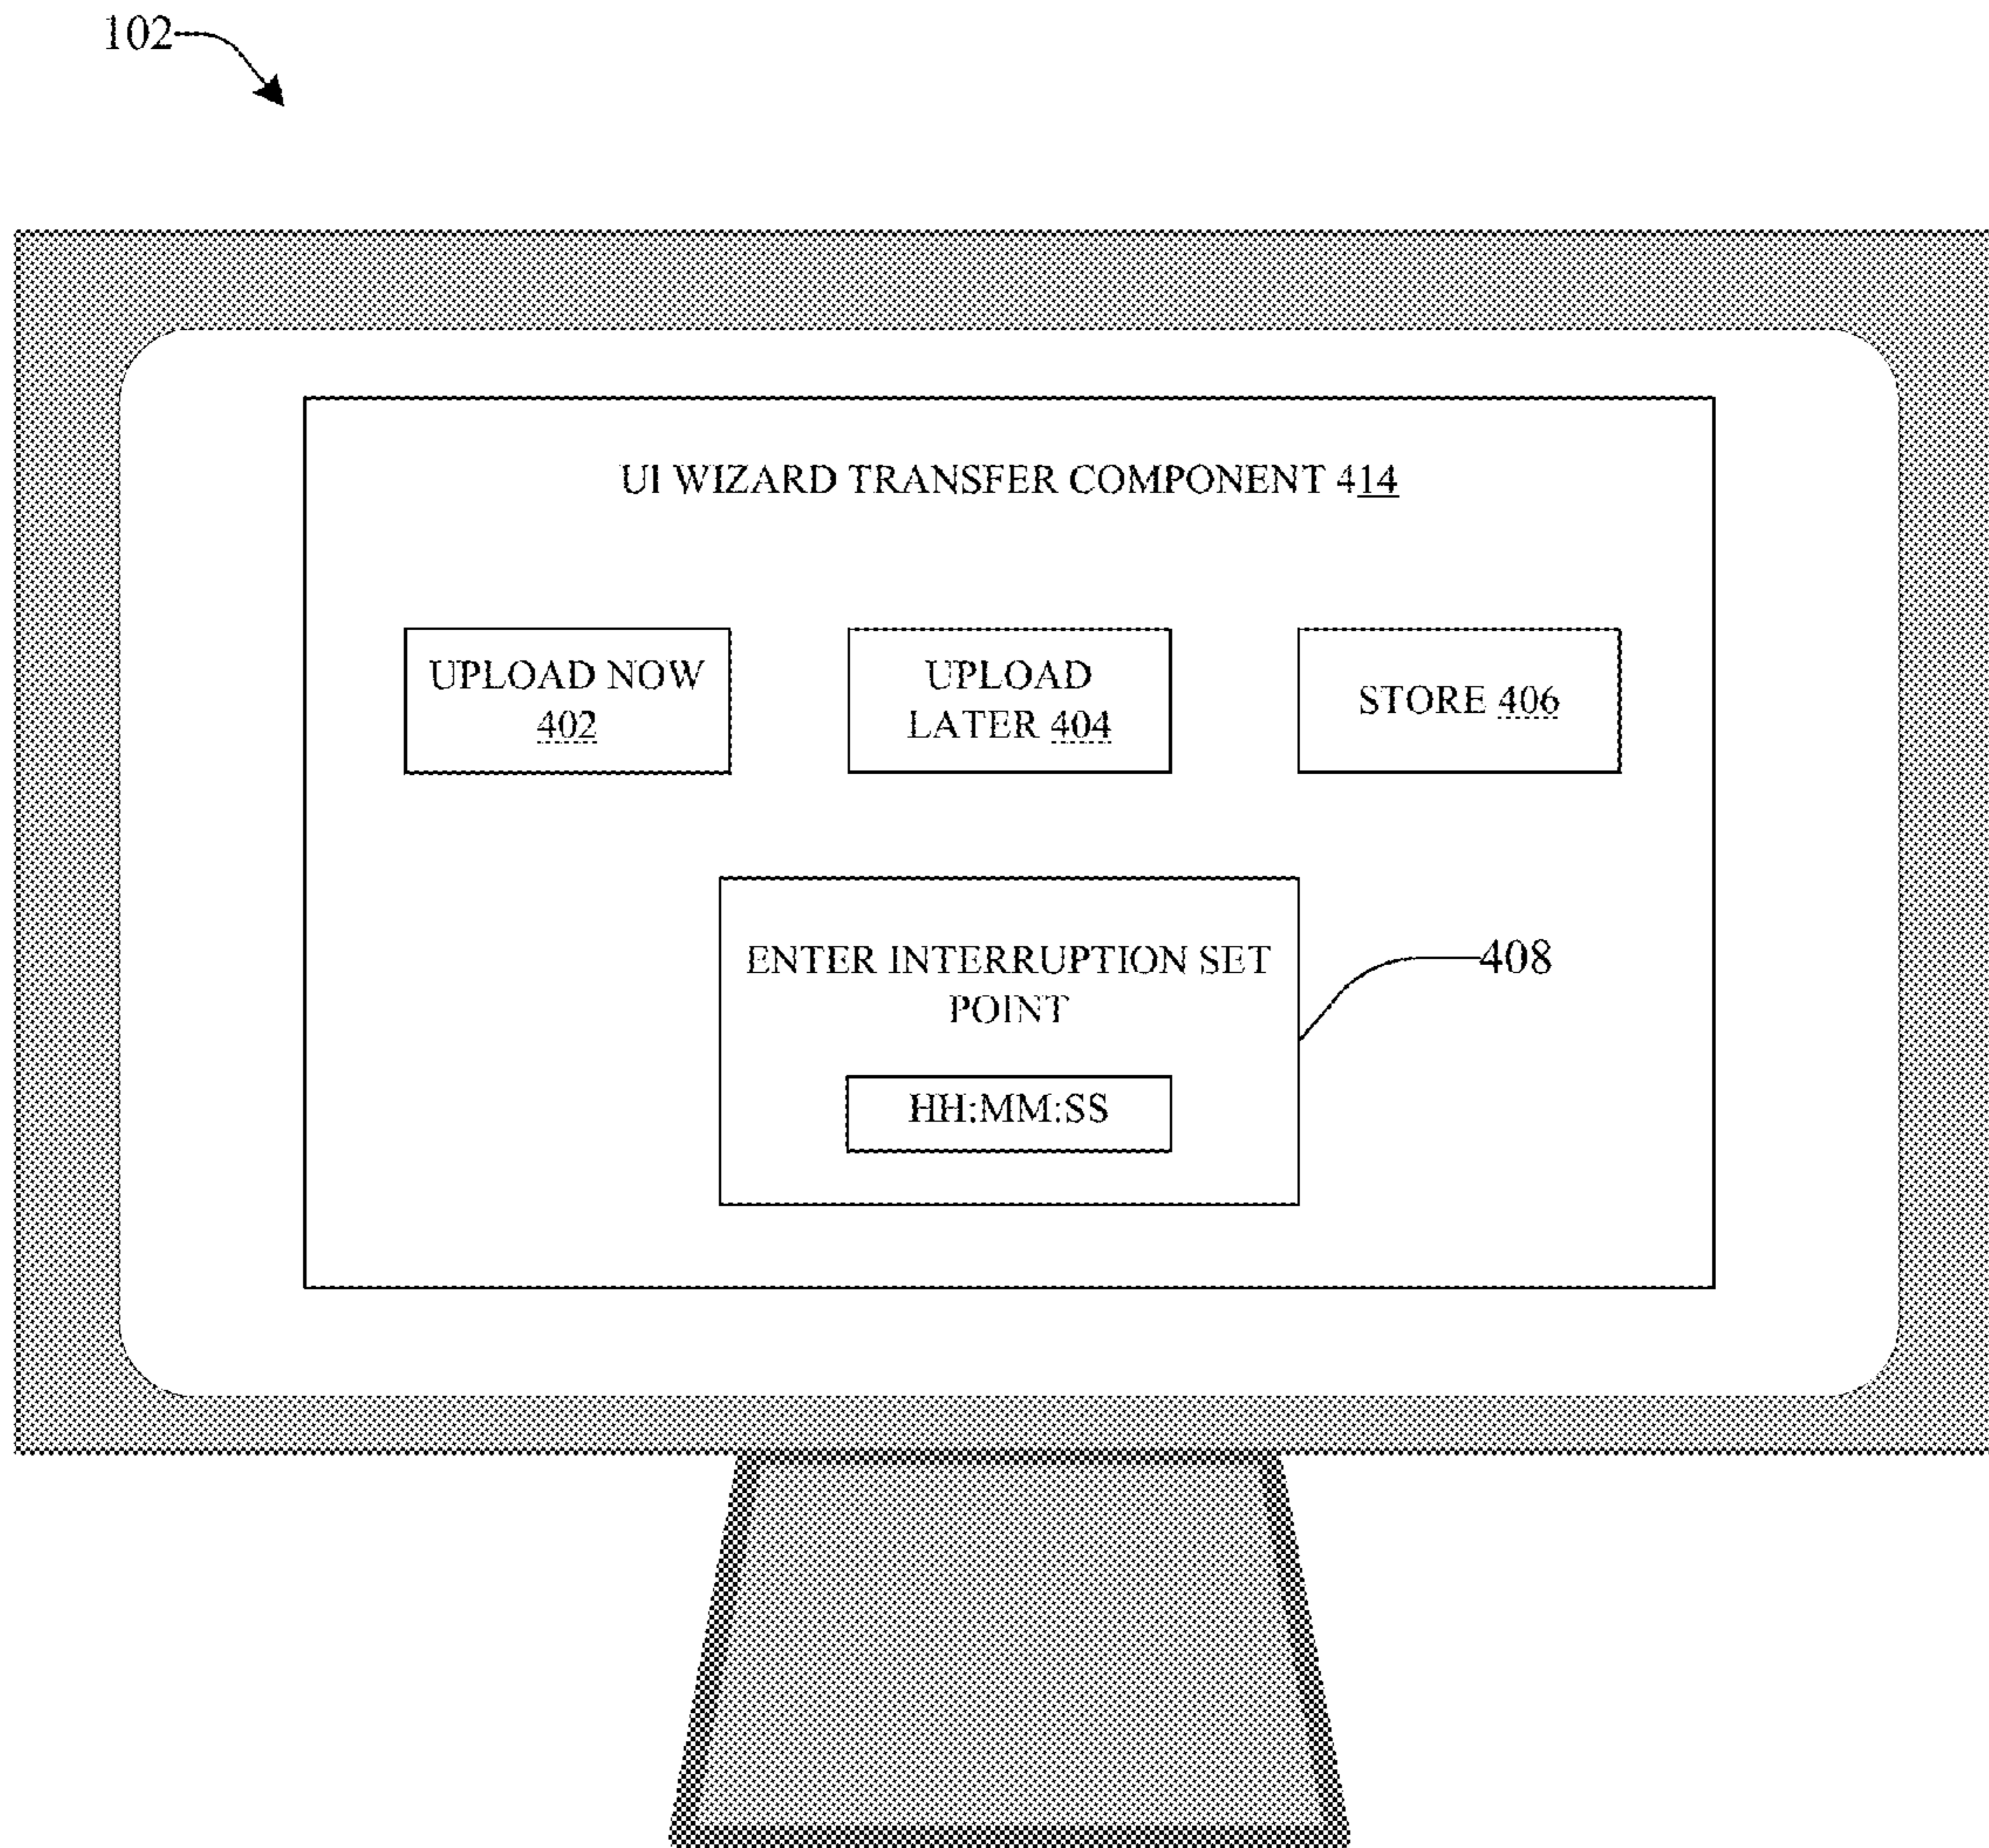 102
UI WIZARD TRANSFER COMPONENT 414
UPLOAD NOW
402
UPLOAD
LATER 404
STORE 406
ENTER INTERRUPTION SET
POINT
408
HH:MM:SS